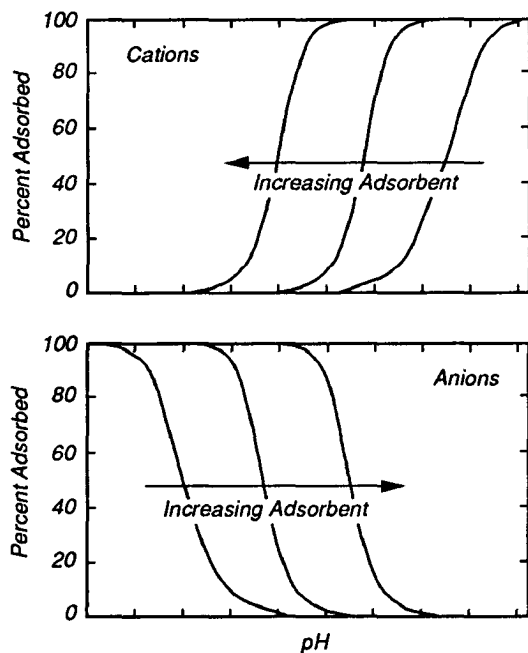 100
80
60
40
20
0
Percent Adsorbed
Cations
Increasing Adsorbent
100
80
60
40
20
0
Percent Adsorbed
Anions
Increasing Adsorbent
pH